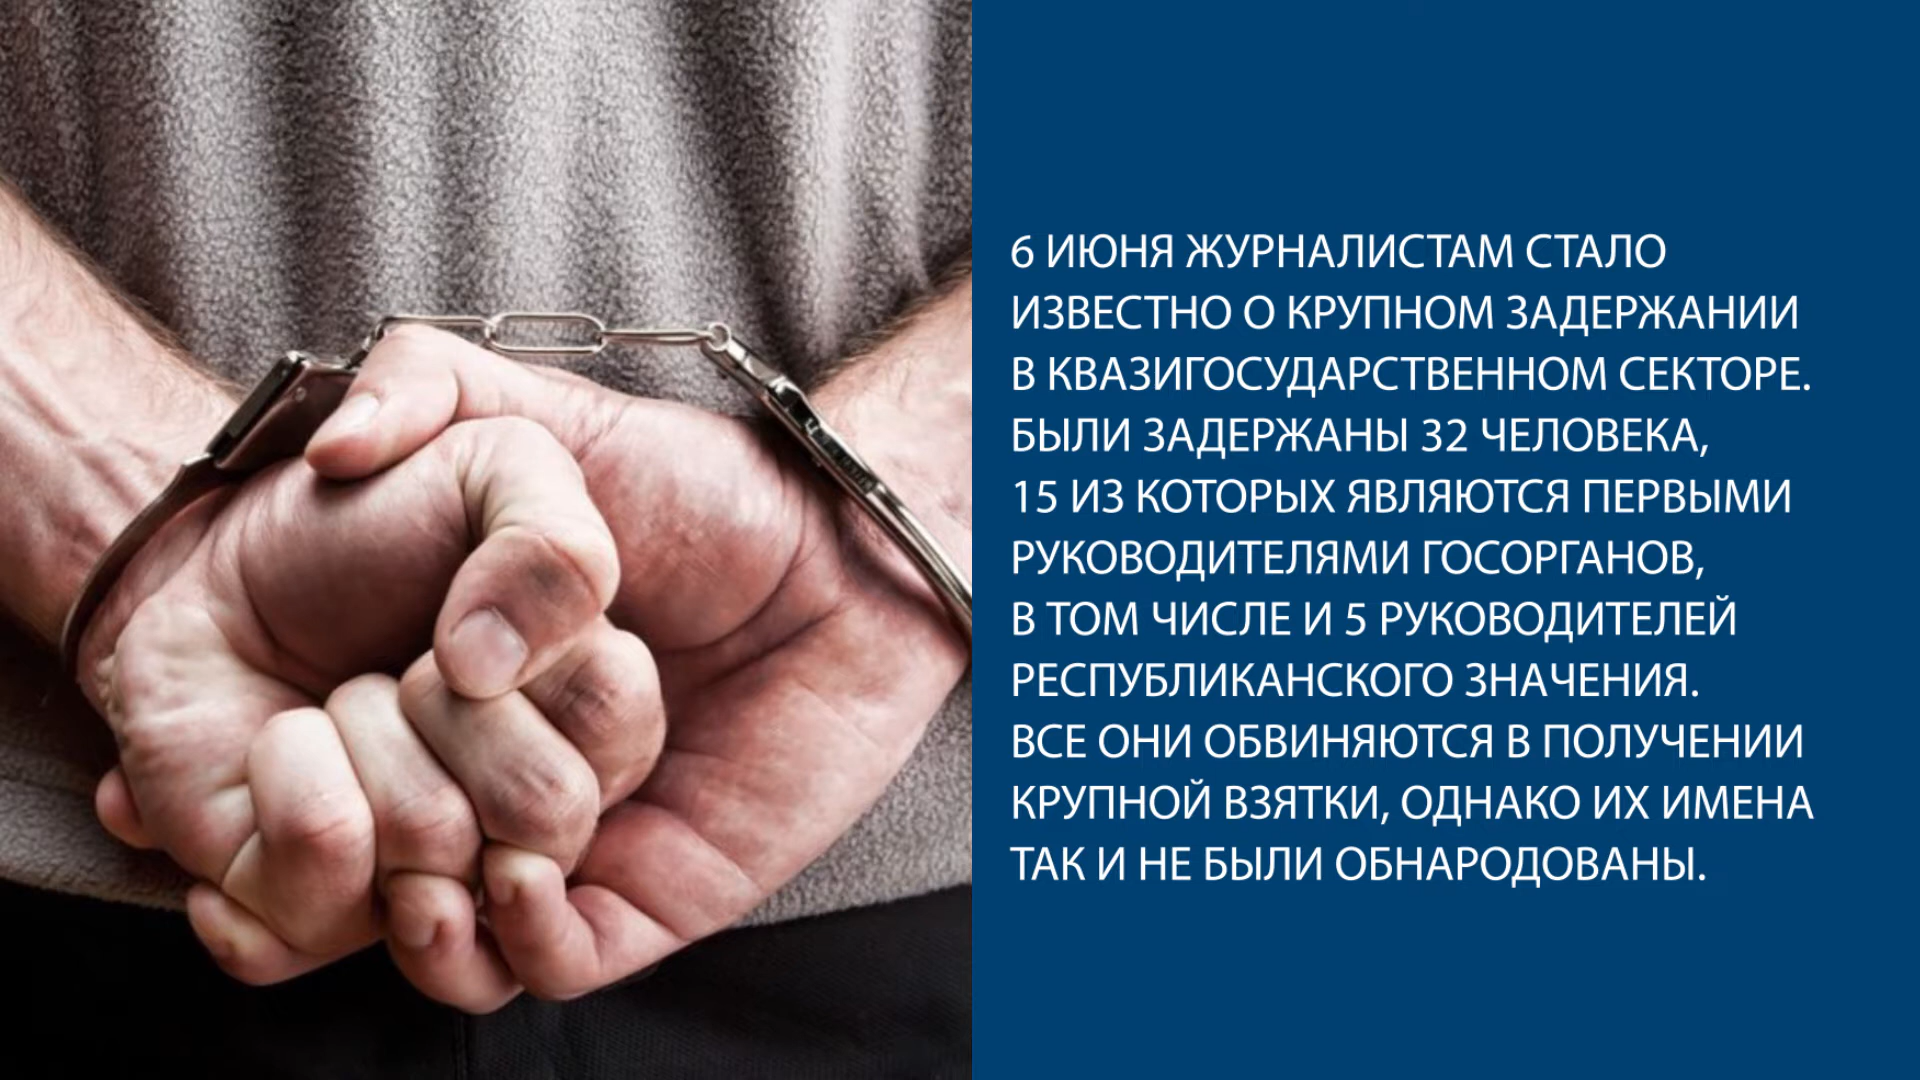 6 ИЮНЯ ЖУРНАЛИСТАМ СТАЛО
ИЗВЕСТНО О КРУПНОМ ЗАДЕРЖАНИИ
В КВАЗИГОСУДАРСТВЕННОМ СЕКТОРЕ.
БЫЛИ ЗАДЕРЖАНЫ 32 ЧЕЛОВЕКА,
15 ИЗ КОТОРЫХ ЯВЛЯЮТСЯ ПЕРВЫМИ
РУКОВОДИТЕЛЯМИ ГОСОРГАНОВ,
В ТОМ ЧИСЛЕ И 5 РУКОВОДИТЕЛЕЙ
РЕСПУБЛИКАНСКОГО ЗНАЧЕНИЯ.
ВСЕ ОНИ ОБВИНЯЮТСЯ В ПОЛУЧЕНИИ
КРУПНОЙ ВЗЯТКИ, ОДНАКО ИХ ИМЕНА
ТАК И НЕ БЫЛИ ОБНАРОДОВАНЫ.